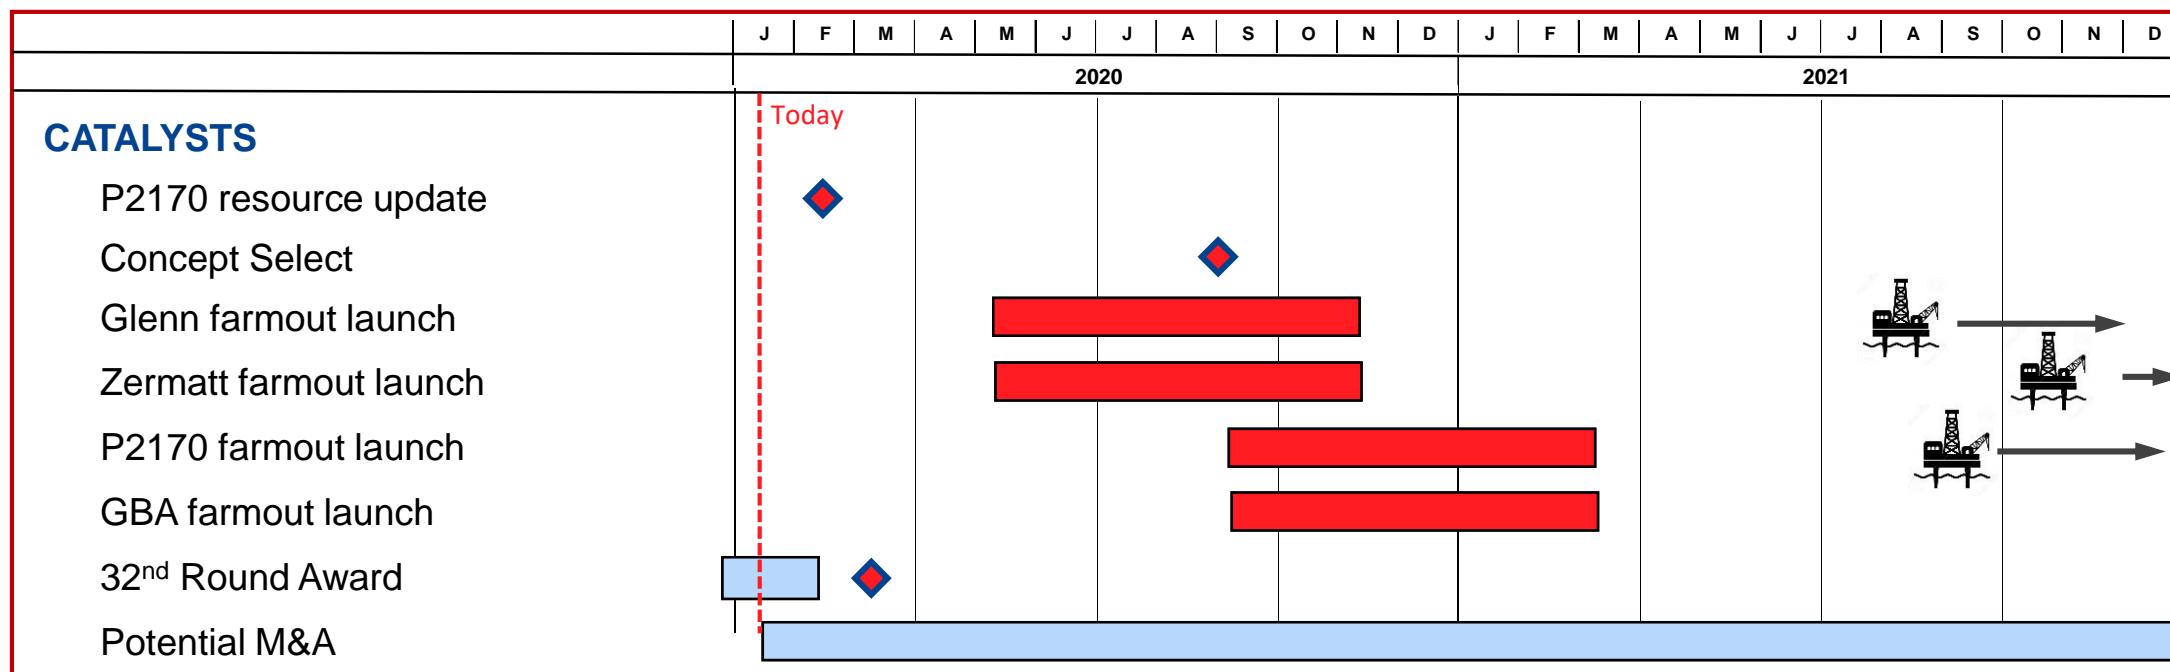 J F M A M J J A S O N D J F M A M J J A S O N D
2020 2021
Today
CATALYSTS
P2170 resource update
Concept Select
Glenn farmout launch
Zermatt farmout launch
P2170 farmout launch
GBA farmout launch
32nd Round Award
Potential M&A